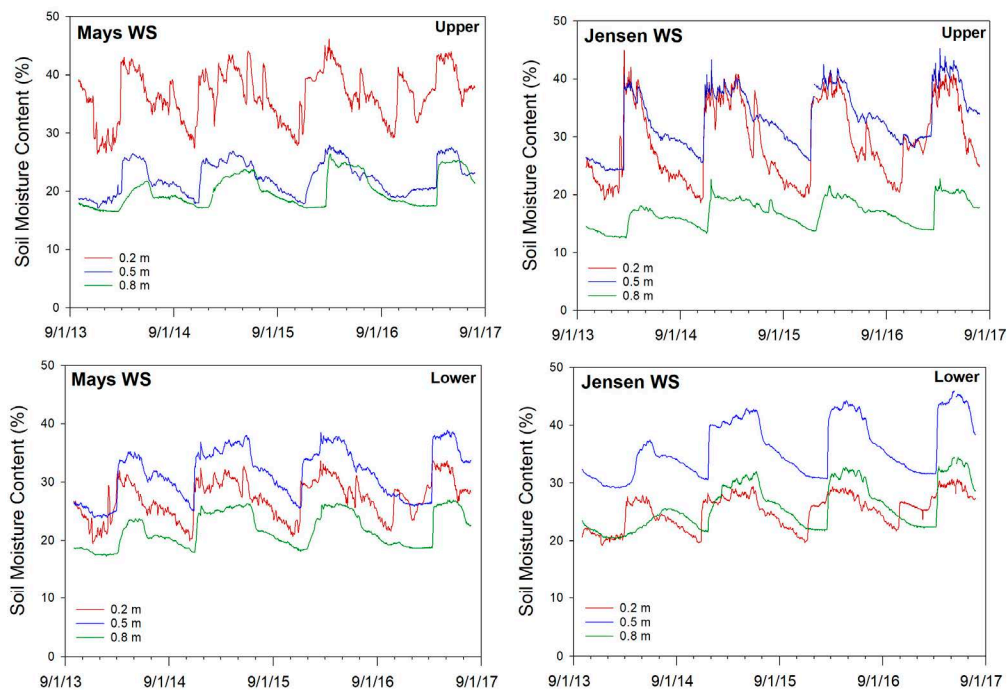 Mays WS
Upper
Soil Moisture Content (%)
50
40
30
20
10
0
0.2 m
0.5 m
0.8 m
9/1/13
9/1/14
9/1/15
9/1/16
9/1/17
Jensen WS
Upper
Soil Moisture Content (%)
50
40
30
20
10
0
0.2 m
0.5 m
0.8 m
9/1/13
9/1/14
9/1/15
9/1/16
9/1/17
Mays WS
Lower
Soil Moisture Content (%)
50
40
30
20
10
0
0.2 m
0.5 m
0.8 m
9/1/13
9/1/14
9/1/15
9/1/16
9/1/17
Jensen WS
Lower
Soil Moisture Content (%)
50
40
30
20
10
0
0.2 m
0.5 m
0.8 m
9/1/13
9/1/14
9/1/15
9/1/16
9/1/17